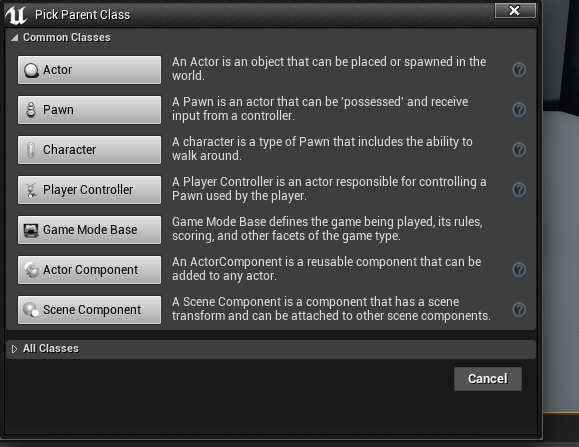 Pick Parent Class
Common Classes
Actor
An Actor is an object that can be placed or spawned in the
world.
Pawn
A Pawn is an actor that can be 'possessed' and receive
input from a controller.
Character
A character is a type of Pawn that includes the ability to
walk around.
Player Controller
A Player Controller is an actor responsible for controlling a
Pawn used by the player.
Game Mode Base
Game Mode Base defines the game being played, its rules,
scoring, and other facets of the game type.
Actor Component
An ActorComponent is a reusable component that can be
added to any actor.
Scene Component
A Scene Component is a component that has a scene
transform and can be attached to other scene components.
All Classes
Cancel